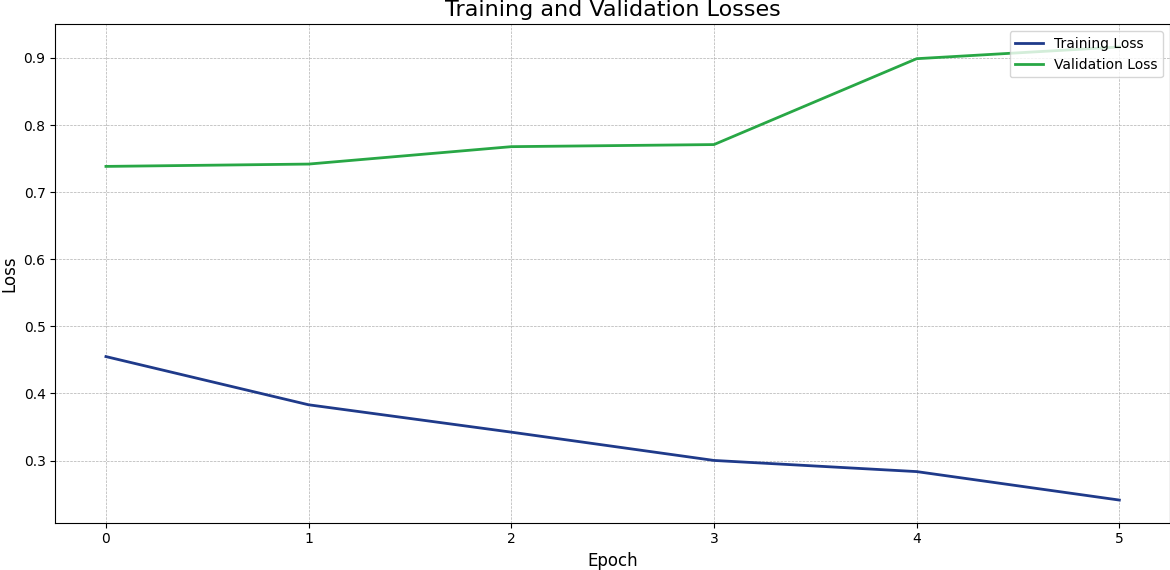 Training and Validation Losses
Training Loss
Validation Loss
0.9
0.8
0.7
0.6
0.5
0.4
0.3
Loss
0 1 2 3 4 5
Epoch